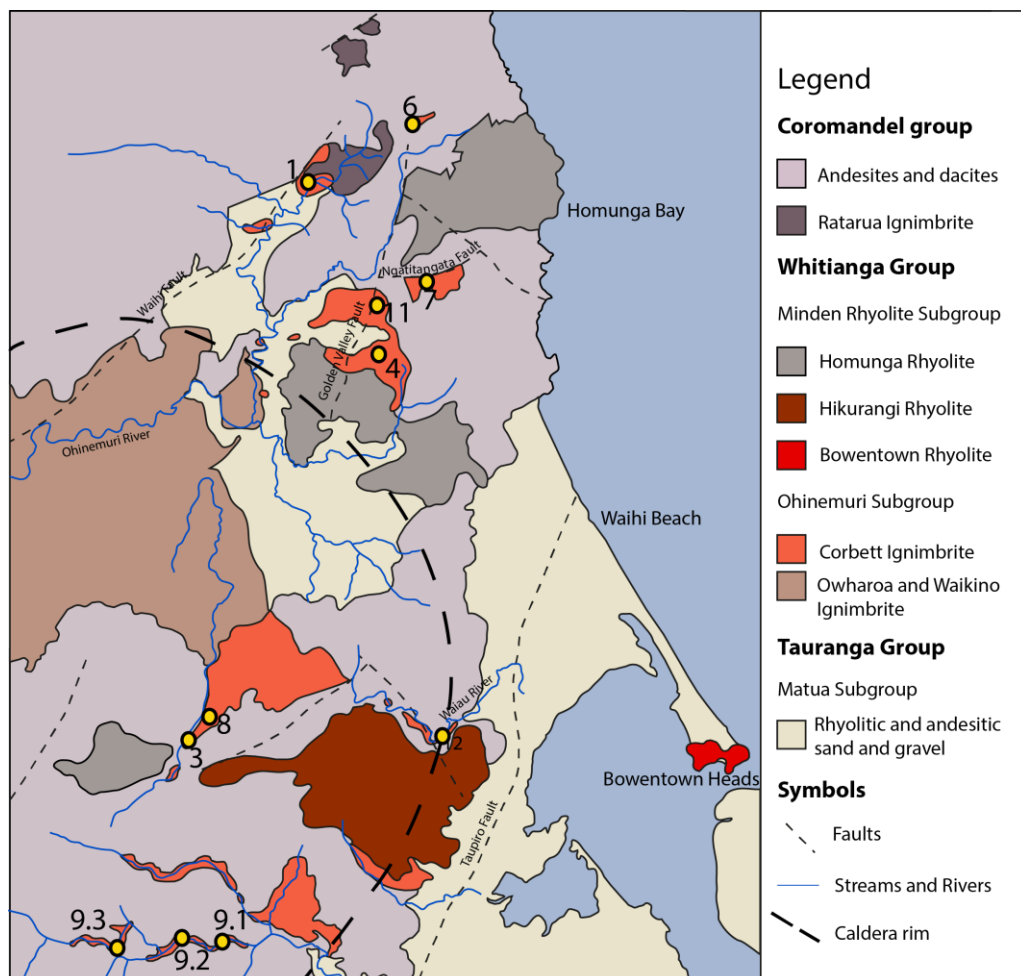 6
1
Homunga Bay
Ngatitangata Fault
7
Waihi Fault
11
Golden Valley Fault
4
Ohinemuri River
Waihi Beach
Waiau River
8
3
12
Bowentown Heads
Taupiro Fault
9.3
9.1
9.2
Legend
Coromandel group
Andesites and dacites
Ratarua Ignimbrite
Whitianga Group
Minden Rhyolite Subgroup
Homunga Rhyolite
Hikurangi Rhyolite
Bowentown Rhyolite
Ohinemuri Subgroup
Corbett Ignimbrite
Owharoa and Waikino
Ignimbrite
Tauranga Group
Matua Subgroup
Rhyolitic and andesitic
sand and gravel
Symbols
Faults
Streams and Rivers
Caldera rim